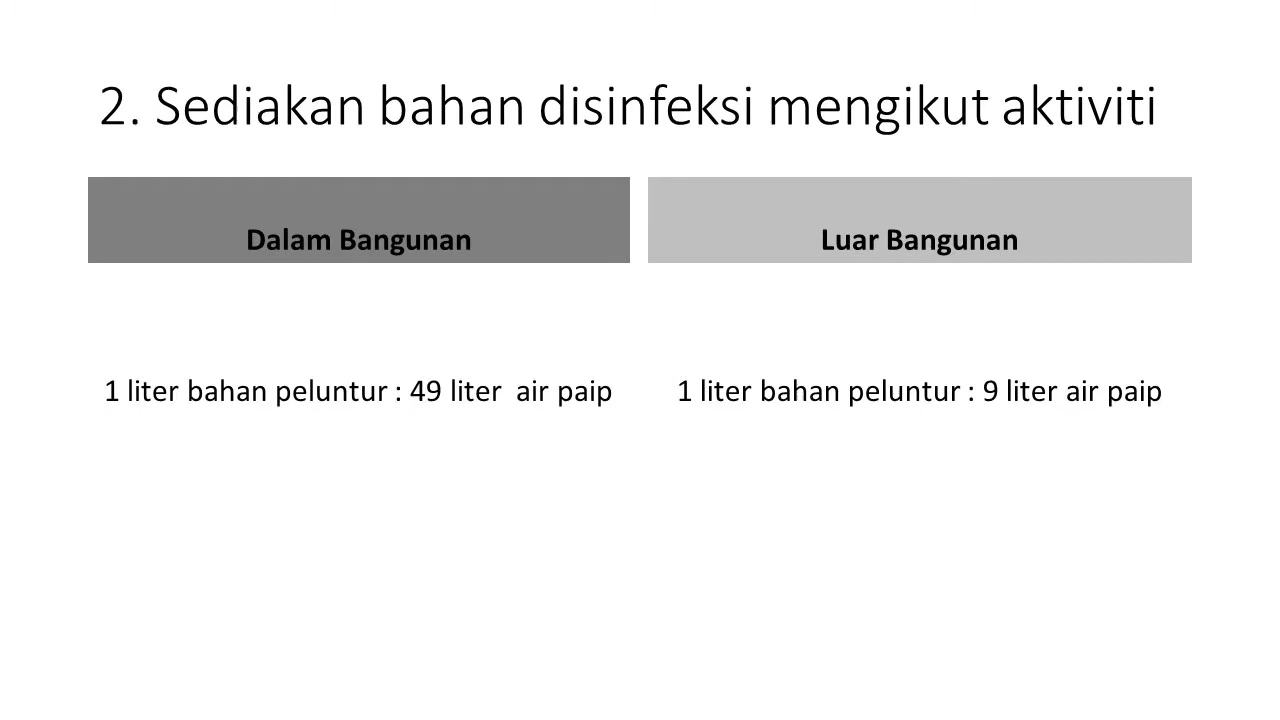 2. Sediakan bahan disinfeksi mengikut aktiviti
Dalam Bangunan
1 liter bahan peluntur : 49 liter  air paip
Luar Bangunan
1 liter bahan peluntur : 9 liter air paip